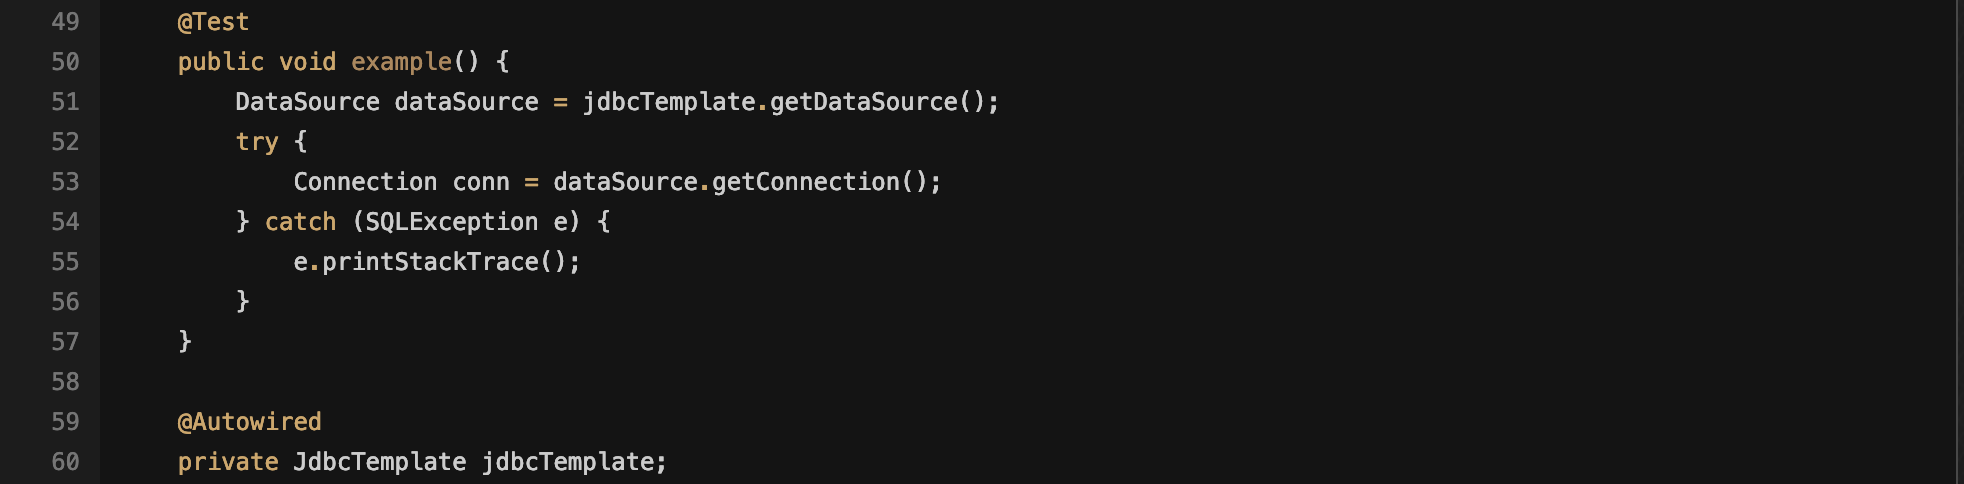 49 @Test
50 public void example() {
51 DataSource dataSource = jdbcTemplate.getDataSource();
52 try {
53 Connection conn = dataSource.getConnection();
54 } catch (SQLException e) {
55 e.printStackTrace();
56 }
57 }
58
59 @Autowired
60 private JdbcTemplate jdbcTemplate;